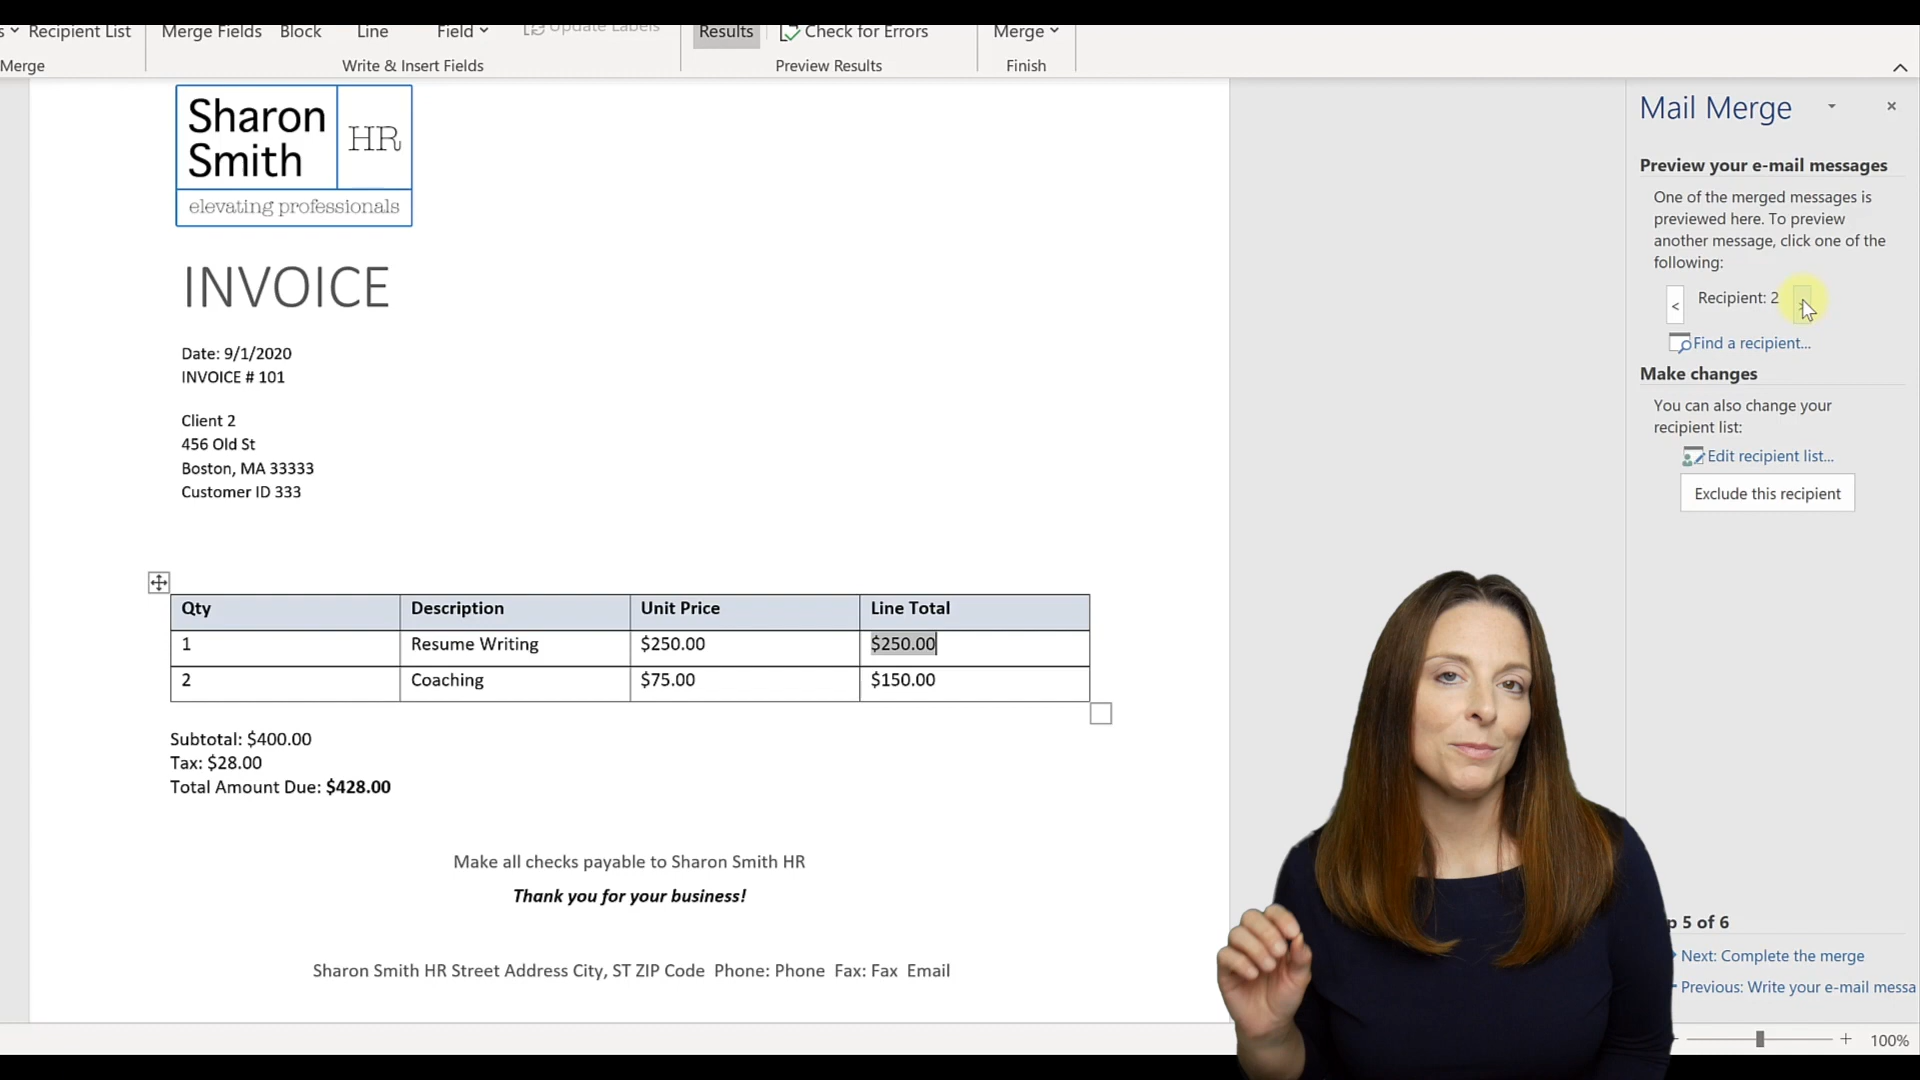 Recipient List
Merge Fields
Block
Line
Field
Update Labels
Results
Check for Errors
Merge
Merge
Write & Insert Fields
Preview Results
Finish
Sharon
Smith
HR
elevating professionals
INVOICE
Date: 9/1/2020
INVOICE # 101
Client 2
456 Old St
Boston, MA 33333
Customer ID 333
Qty Description Unit Price Line Total
1 Resume Writing $250.00 $250.00
2 Coaching $75.00 $150.00
Subtotal: $400.00
Tax: $28.00
Total Amount Due: $428.00
Make all checks payable to Sharon Smith HR
Thank you for your business!
Sharon Smith HR Street Address City, ST ZIP Code Phone: Phone Fax: Fax Email
Mail Merge
Preview your e-mail messages
One of the merged messages is
previewed here. To preview
another message, click one of the
following:
< Recipient: 2
Find a recipient...
Make changes
You can also change your
recipient list:
Edit recipient list...
Exclude this recipient
p 5 of 6
Next: Complete the merge
Previous: Write your e-mail messa
100%